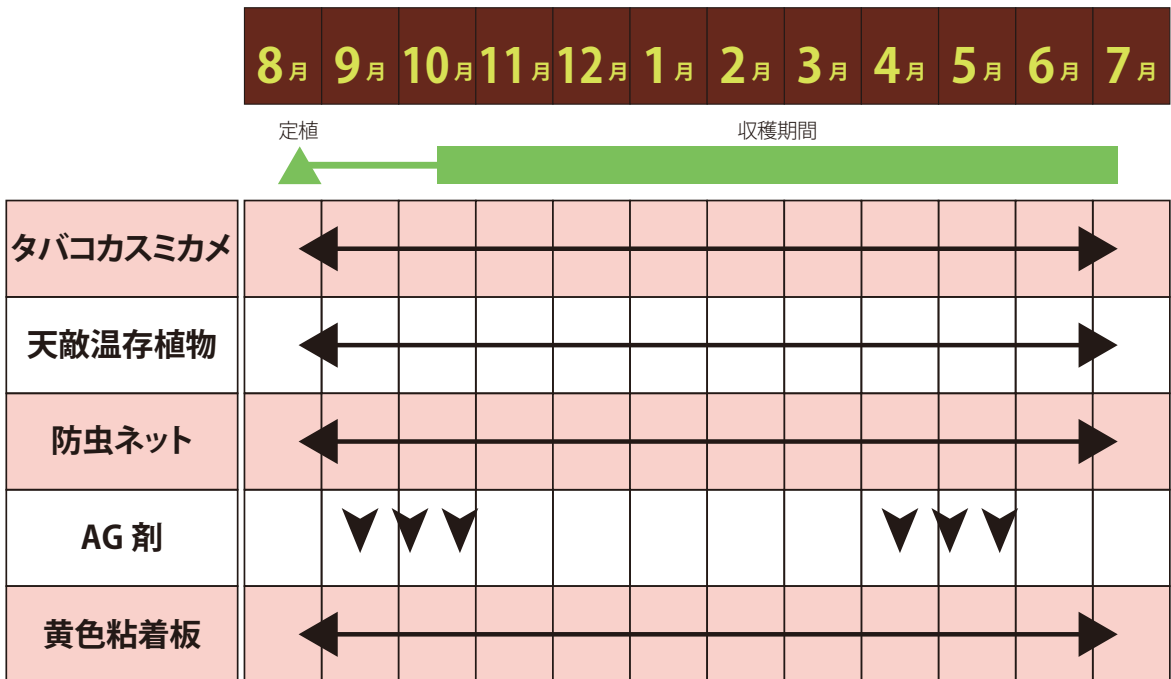 8月 9月 10月 11月 12月 1月 2月 3月 4月 5月 6月 7月
定植 収穫期間
タバコカスミカメ
天敵温存植物
防虫ネット
AG 剤
黄色粘着板